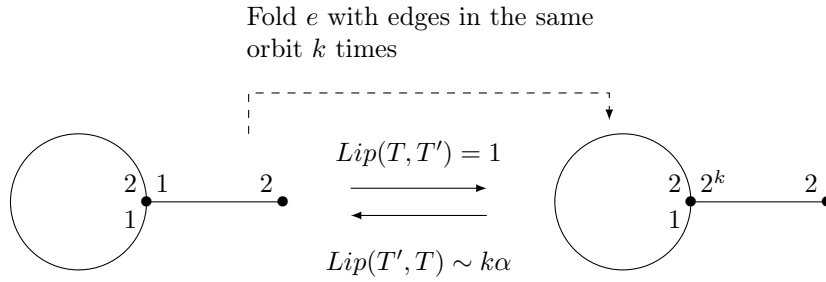 Fold e with edges in the same
orbit k times
2 1 2
1
Lip(T, T′) = 1
Lip(T′, T) ∼ kα
2 2^k 2
1